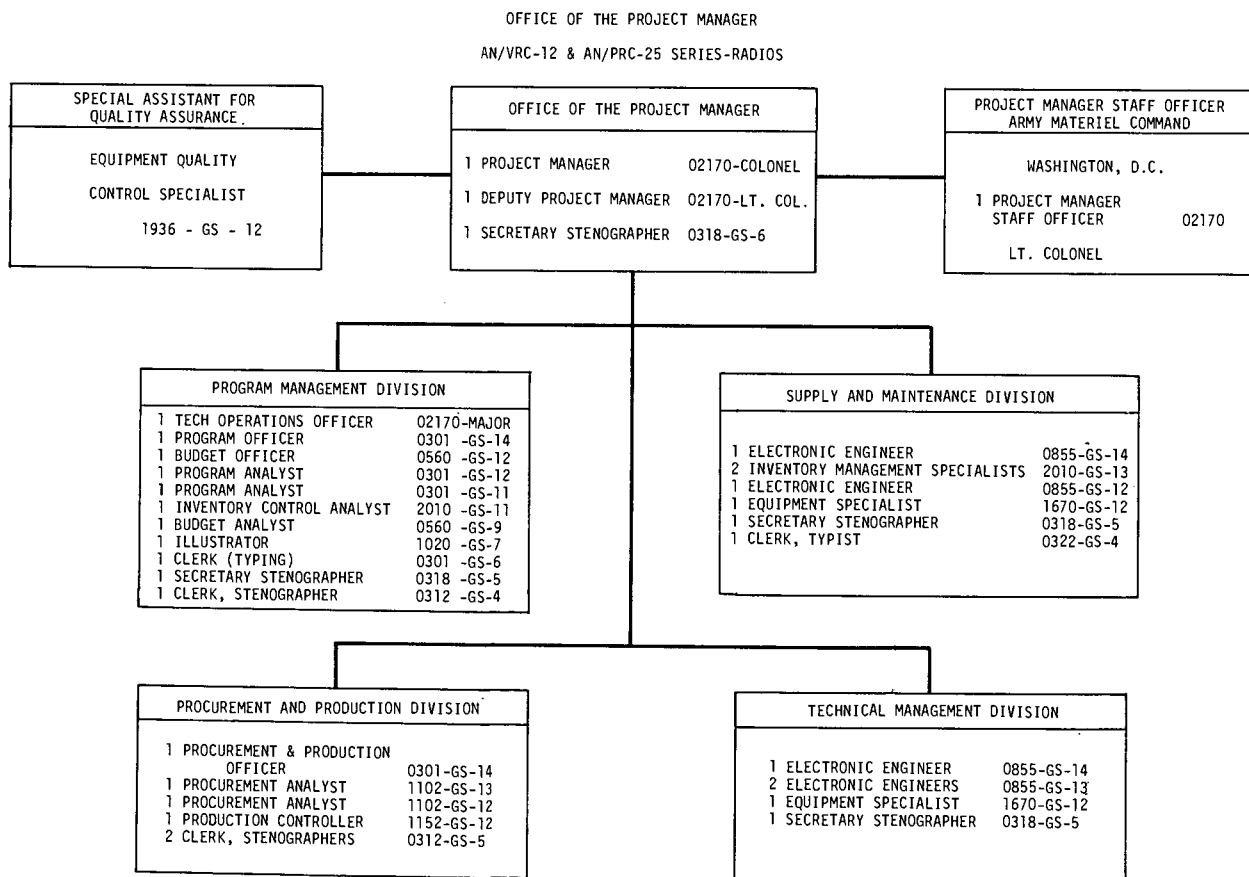 OFFICE OF THE PROJECT MANAGER
AN/VRC-12 & AN/PRC-25 SERIES-RADIOS
SPECIAL ASSISTANT FOR
QUALITY ASSURANCE.
EQUIPMENT QUALITY
CONTROL SPECIALIST
1936 - GS - 12
OFFICE OF THE PROJECT MANAGER
1 PROJECT MANAGER 02170-COLONEL
1 DEPUTY PROJECT MANAGER 02170-LT. COL.
1 SECRETARY STENOGRAPHER 0318-GS-6
PROJECT MANAGER STAFF OFFICER
ARMY MATERIEL COMMAND
WASHINGTON, D.C.
1 PROJECT MANAGER
STAFF OFFICER 02170
LT. COLONEL
PROGRAM MANAGEMENT DIVISION
1 TECH OPERATIONS OFFICER 02170-MAJOR
1 PROGRAM OFFICER 0301 -GS-14
1 BUDGET OFFICER 0560 -GS-12
1 PROGRAM ANALYST 0301 -GS-12
1 PROGRAM ANALYST 0301 -GS-11
1 INVENTORY CONTROL ANALYST 2010 -GS-11
1 BUDGET ANALYST 0560 -GS-9
1 ILLUSTRATOR 1020 -GS-7
1 CLERK (TYPING) 0301 -GS-6
1 SECRETARY STENOGRAPHER 0318 -GS-5
1 CLERK, STENOGRAPHER 0312 -GS-4
SUPPLY AND MAINTENANCE DIVISION
1 ELECTRONIC ENGINEER 0855-GS-14
2 INVENTORY MANAGEMENT SPECIALISTS 2010-GS-13
1 ELECTRONIC ENGINEER 0855-GS-12
1 EQUIPMENT SPECIALIST 1670-GS-12
1 SECRETARY STENOGRAPHER 0318-GS-5
1 CLERK, TYPIST 0322-GS-4
PROCUREMENT AND PRODUCTION DIVISION
1 PROCUREMENT & PRODUCTION
OFFICER 0301-GS-14
1 PROCUREMENT ANALYST 1102-GS-13
1 PROCUREMENT ANALYST 1102-GS-12
1 PRODUCTION CONTROLLER 1152-GS-12
2 CLERK, STENOGRAPHERS 0312-GS-5
TECHNICAL MANAGEMENT DIVISION
1 ELECTRONIC ENGINEER 0855-GS-14
2 ELECTRONIC ENGINEERS 0855-GS-13
1 EQUIPMENT SPECIALIST 1670-GS-12
1 SECRETARY STENOGRAPHER 0318-GS-5